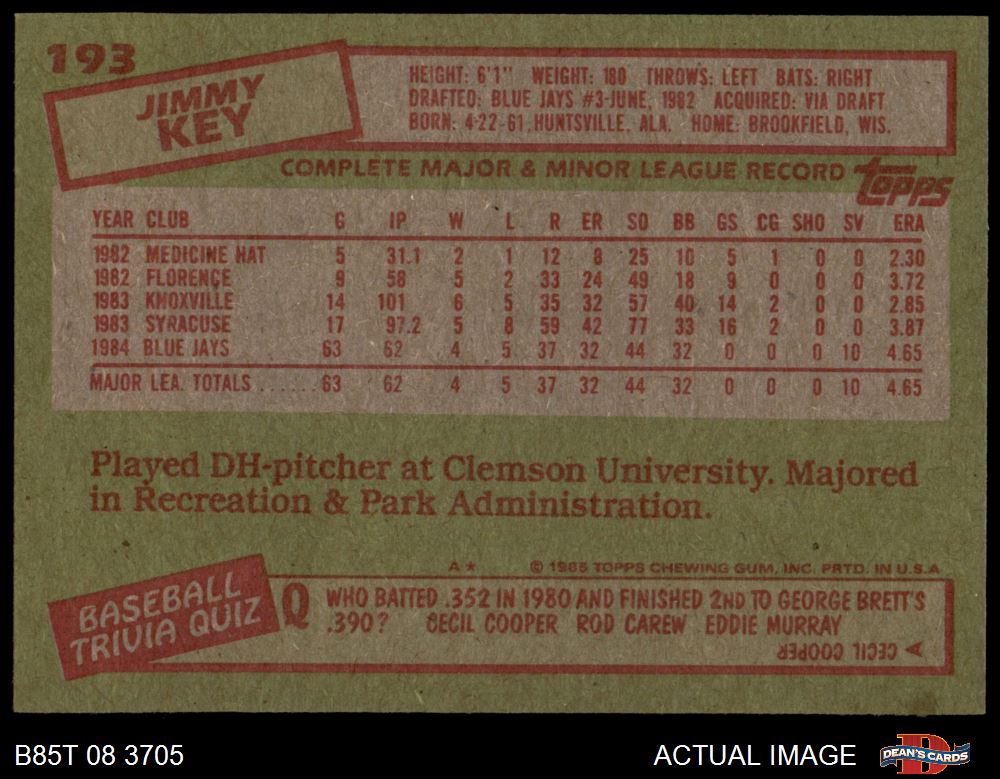 193
JIMMY
KEY
HEIGHT: 6'1" WEIGHT: 180 THROWS: LEFT BATS: RIGHT
DRAFTED: BLUE JAYS #3-JUNE, 1982 ACQUIRED: VIA DRAFT
BORN: 4-22-61, HUNTSVILLE, ALA. HOME: BROOKFIELD, WIS.
COMPLETE MAJOR & MINOR LEAGUE RECORD
topps
YEAR CLUB G IP W L R ER SO BB GS CG SHO SV ERA
1982 MEDICINE HAT 5 31.1 2 1 12 8 25 10 5 1 0 0 2.30
1982 FLORENCE 9 58 5 2 33 24 49 18 9 0 0 0 3.72
1983 KNOXVILLE 14 101 6 5 35 32 57 40 14 2 0 0 2.85
1983 SYRACUSE 17 97.2 5 8 59 42 77 33 16 2 0 0 3.87
1984 BLUE JAYS 63 62 4 5 37 32 44 32 0 0 0 10 4.65
MAJOR LEA. TOTALS ...... 63 62 4 5 37 32 44 32 0 0 0 10 4.65
Played DH-pitcher at Clemson University. Majored
in Recreation & Park Administration.
A* © 1985 TOPPS CHEWING GUM, INC. PRTD. IN U.S.A
BASEBALL
TRIVIA QUIZ
Q WHO BATTED .352 IN 1980 AND FINISHED 2ND TO GEORGE BRETT'S
.390? CECIL COOPER ROD CAREW EDDIE MURRAY
A CECIL COOPER
B85T 08 3705
ACTUAL IMAGE
D
DEAN'S CARDS